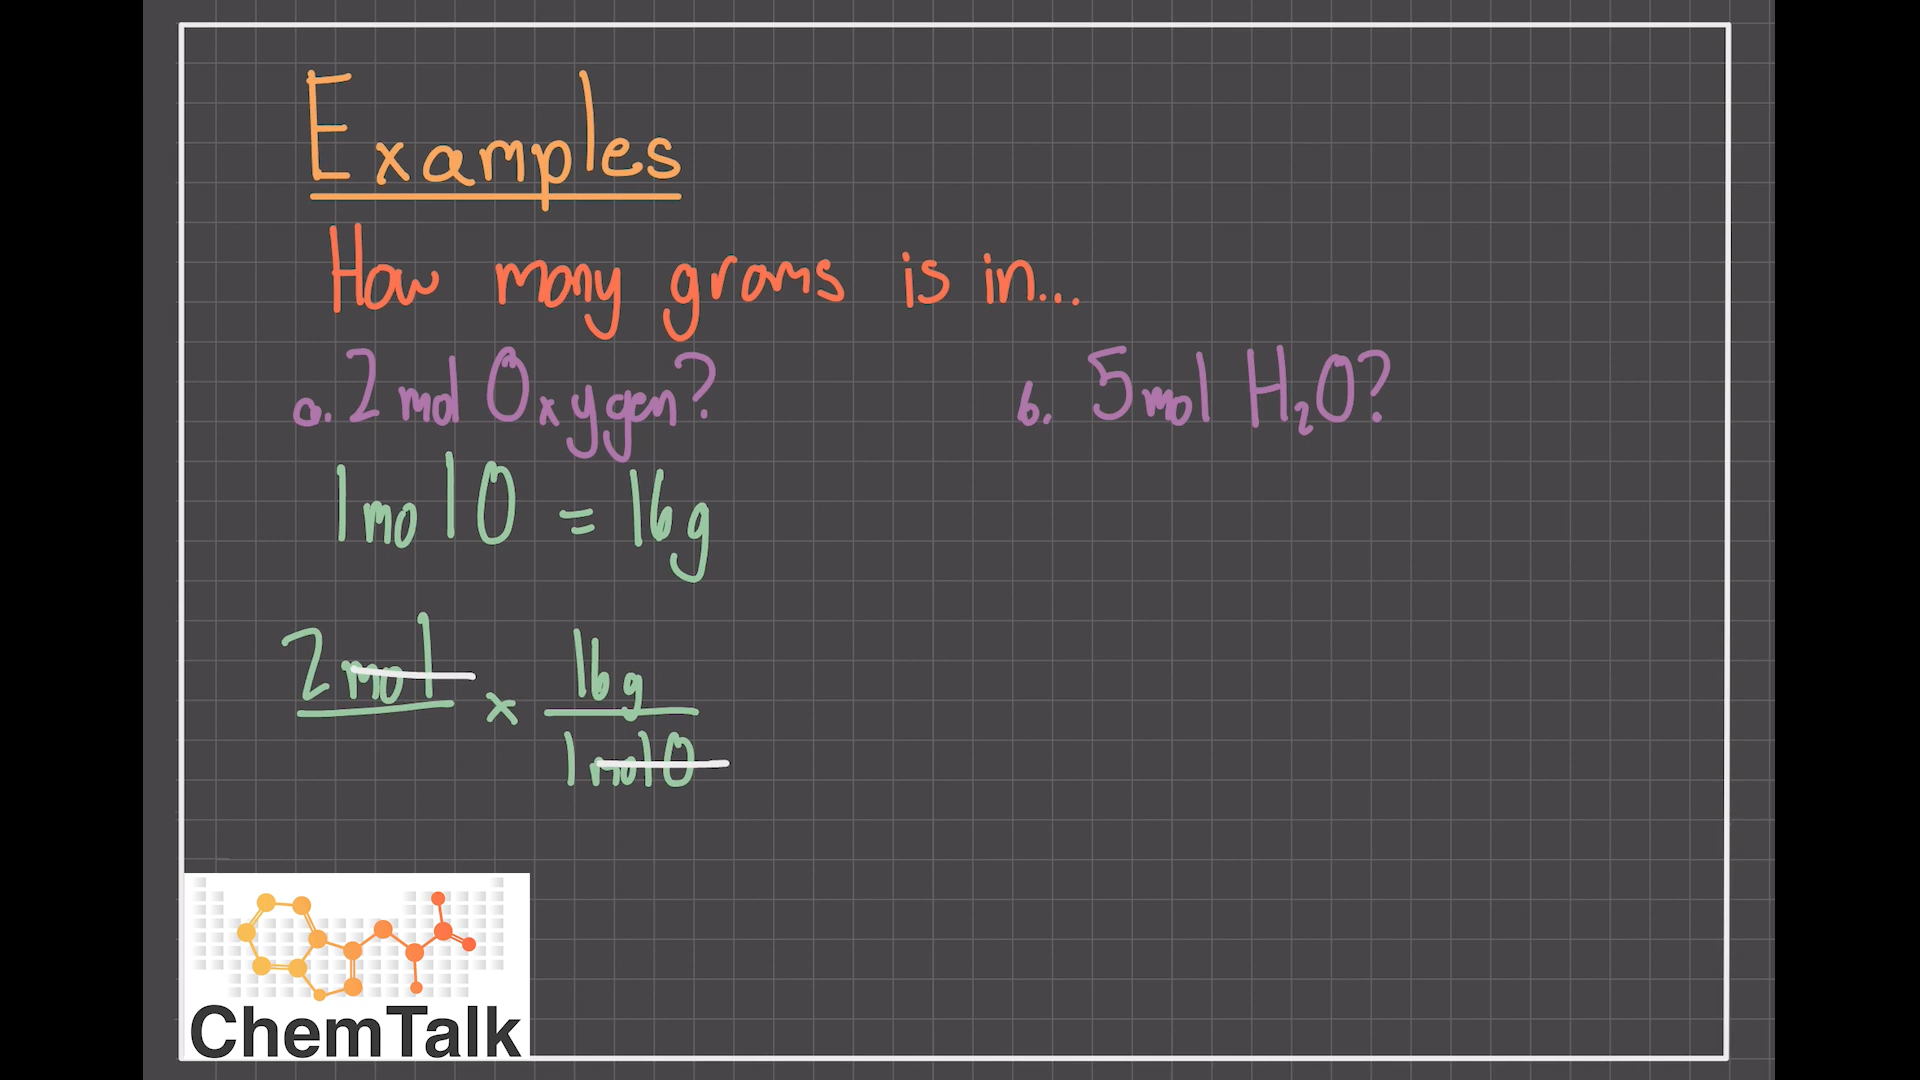 Examples
How many grams is in...
a. 2 mol Oxygen?
b. 5 mol H₂O?
1 mol O = 16g
2 mol x 16g
1 mol O
ChemTalk